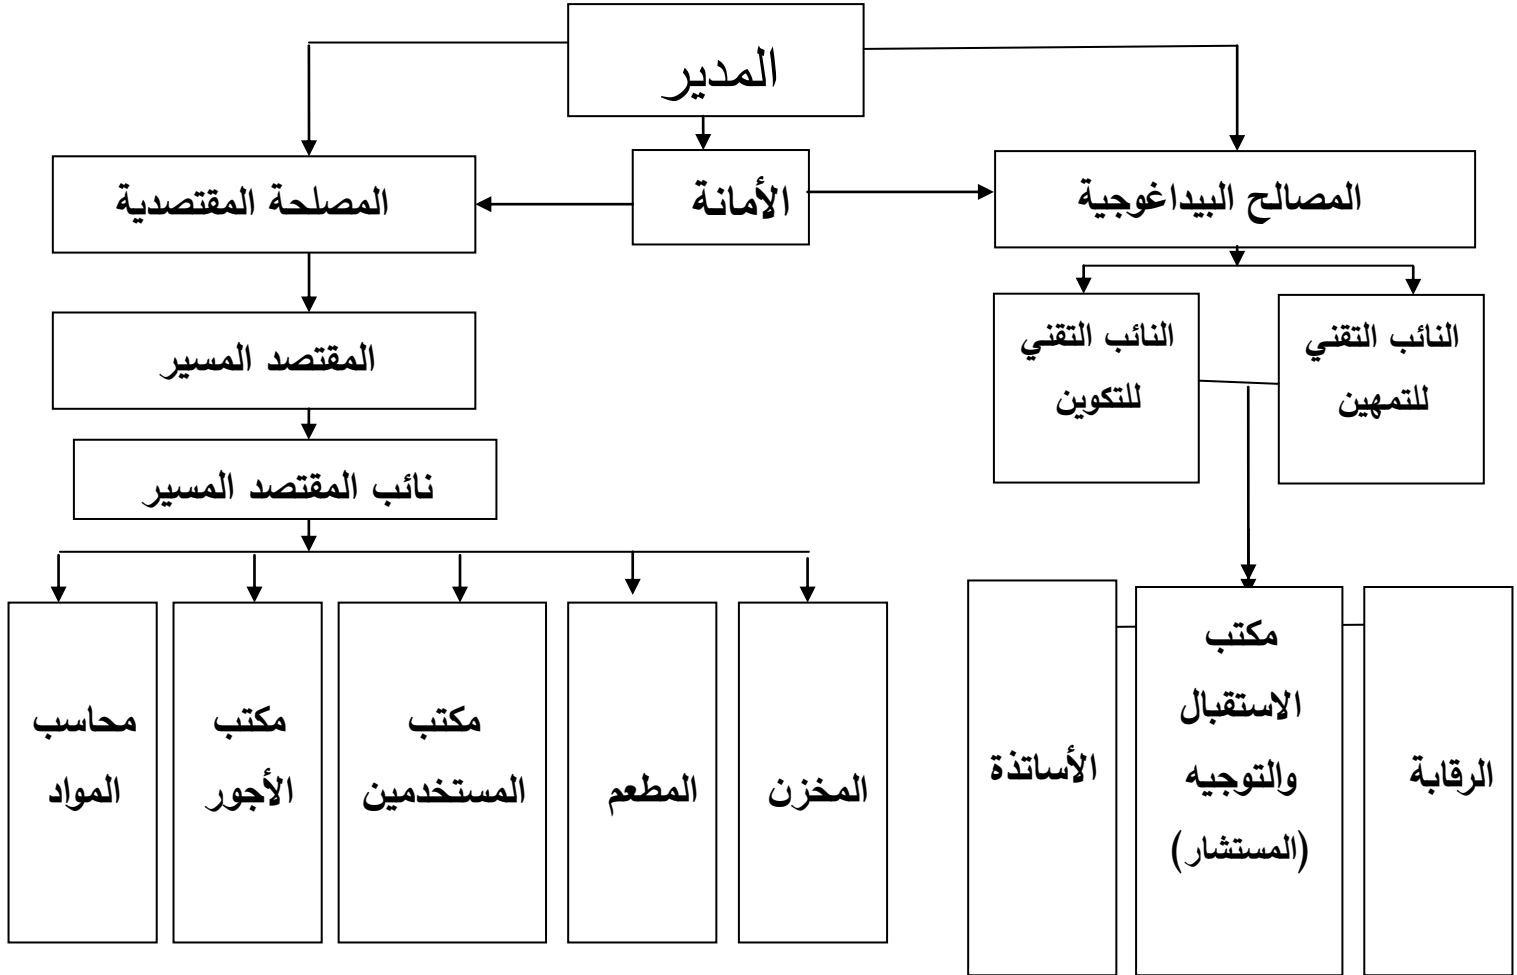 المدير
المصالح البيداغوجية
الأمانة
المصلحة المقتصدية
النائب التقني
للتمهين
النائب التقني
للتكوين
المقتصد المسير
نائب المقتصد المسير
الرقابة
مكتب
الاستقبال
والتوجيه
(المستشار)
الأساتذة
المخزن
المطعم
مكتب
المستخدمين
مكتب
الأجور
محاسب
المواد